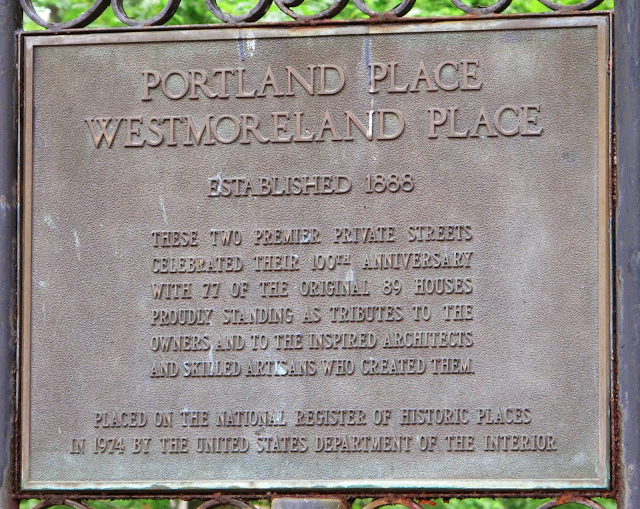 PORTLAND PLACE
WESTMORELAND PLACE
ESTABLISHED 1888
THESE TWO PREMIER PRIVATE STREETS
CELEBRATED THEIR 100TH ANNIVERSARY
WITH 77 OF THE ORIGINAL 89 HOUSES
PROUDLY STANDING AS TRIBUTES TO THE
OWNERS AND TO THE INSPIRED ARCHITECTS
AND SKILLED ARTISANS WHO CREATED THEM.
PLACED ON THE NATIONAL REGISTER OF HISTORIC PLACES
IN 1974 BY THE UNITED STATES DEPARTMENT OF THE INTERIOR